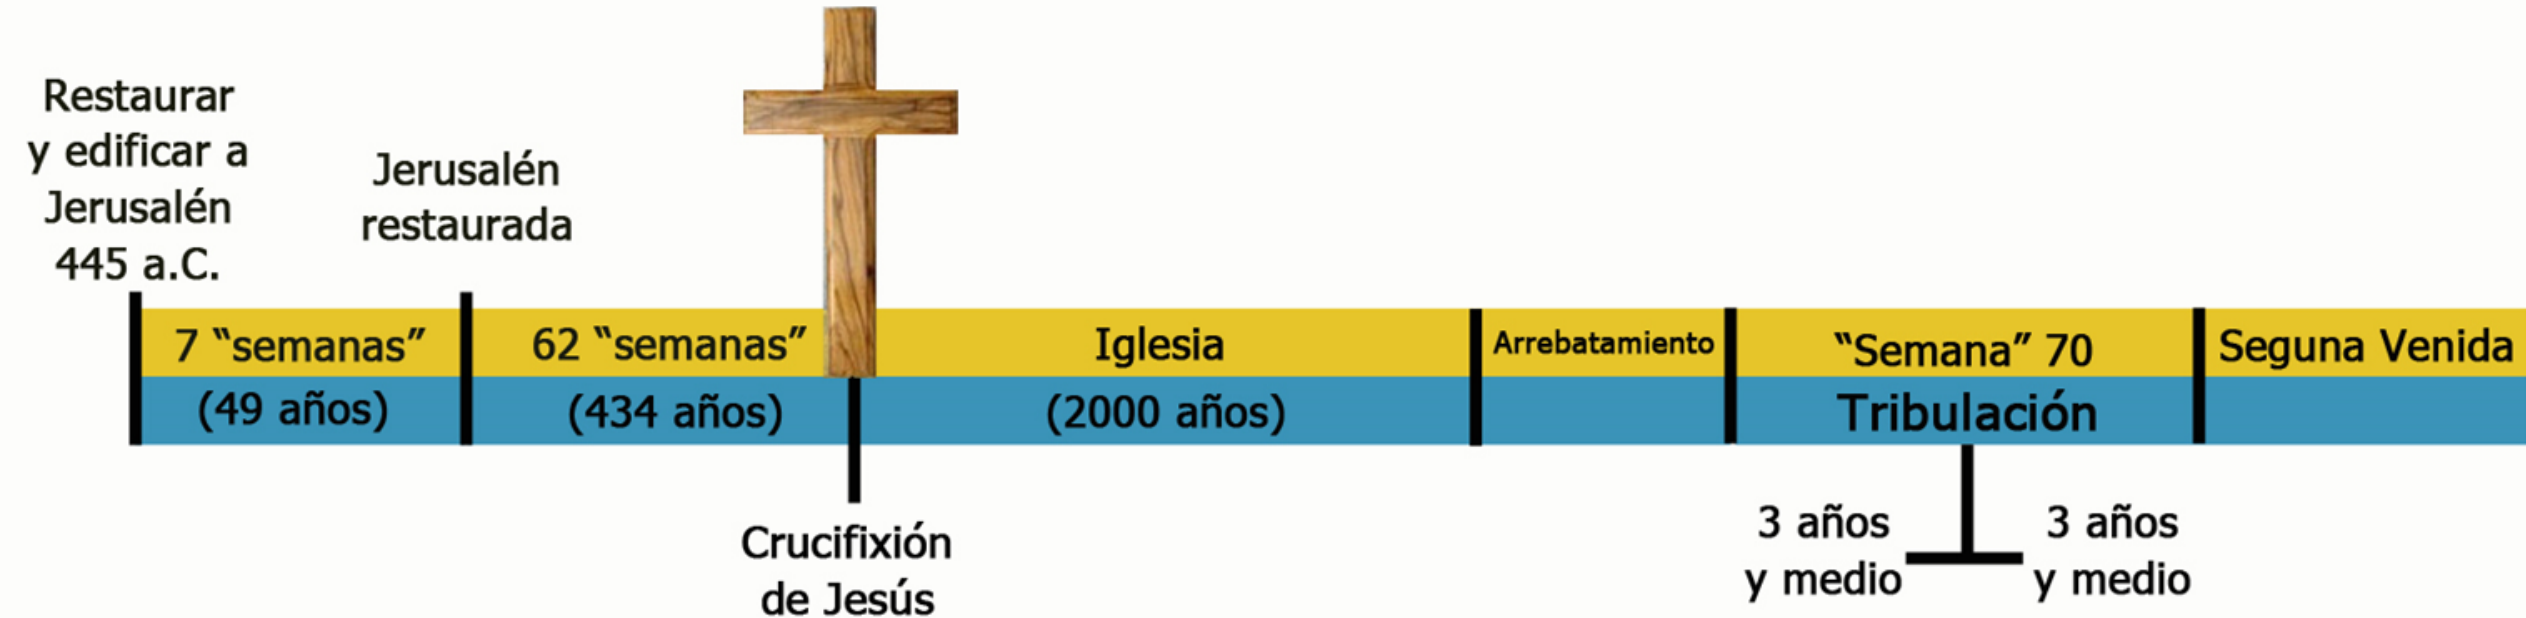 Restaurar
y edificar a
Jerusalén
445 a.C.
Jerusalén
restaurada
7 “semanas”
62 “semanas”
Iglesia
Arrebatamiento
“Semana” 70
Seguna Venida
(49 años)
(434 años)
(2000 años)
Tribulación
Crucifixión
de Jesús
3 años
y medio
3 años
y medio